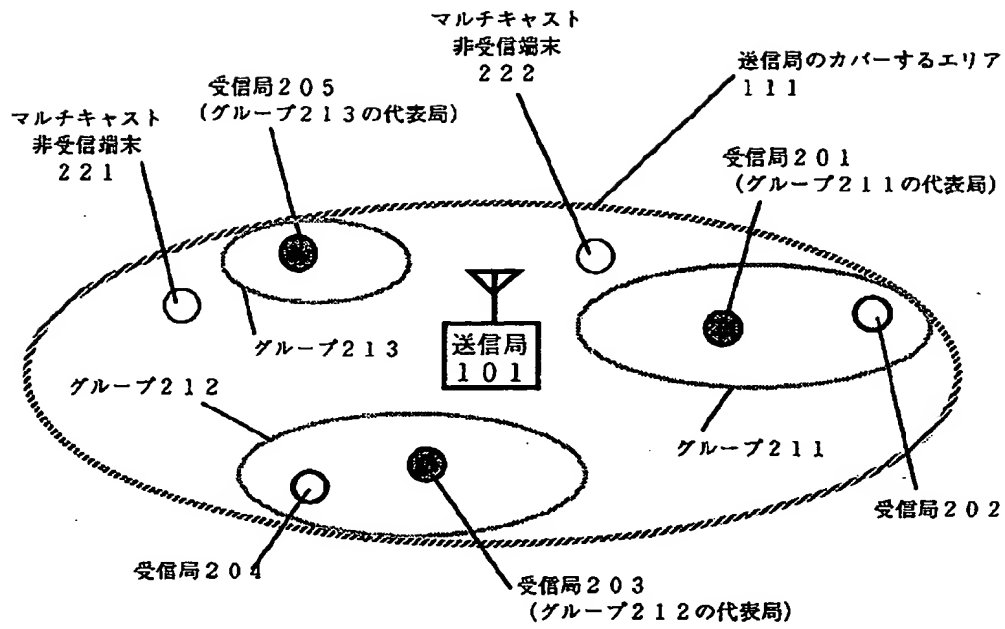 マルチキャスト
非受信端末
２２２
送信局のカバーするエリア
１１１
受信局２０５
（グループ２１３の代表局）
マルチキャスト
非受信端末
２２１
受信局２０１
（グループ２１１の代表局）
グループ２１３
送信局
１０１
グループ２１２
グループ２１１
受信局２０２
受信局２０４
受信局２０３
（グループ２１２の代表局）